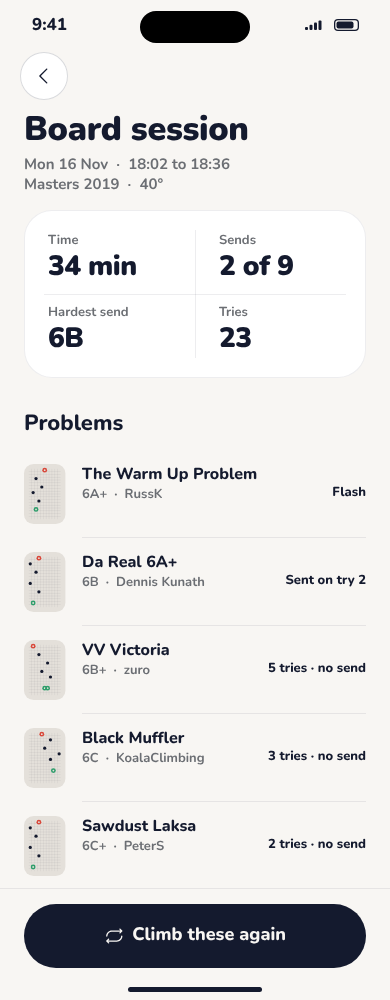 9:41
Board session
Mon 16 Nov · 18:02 to 18:36
Masters 2019 · 40°
Time
34 min
Sends
2 of 9
Hardest send
6B
Tries
23
Problems
The Warm Up Problem
6A+ · RussK
Flash
Da Real 6A+
6B · Dennis Kunath
Sent on try 2
VV Victoria
6B+ · zuro
5 tries · no send
Black Muffler
6C · KoalaClimbing
3 tries · no send
Sawdust Laksa
6C+ · PeterS
2 tries · no send
Climb these again